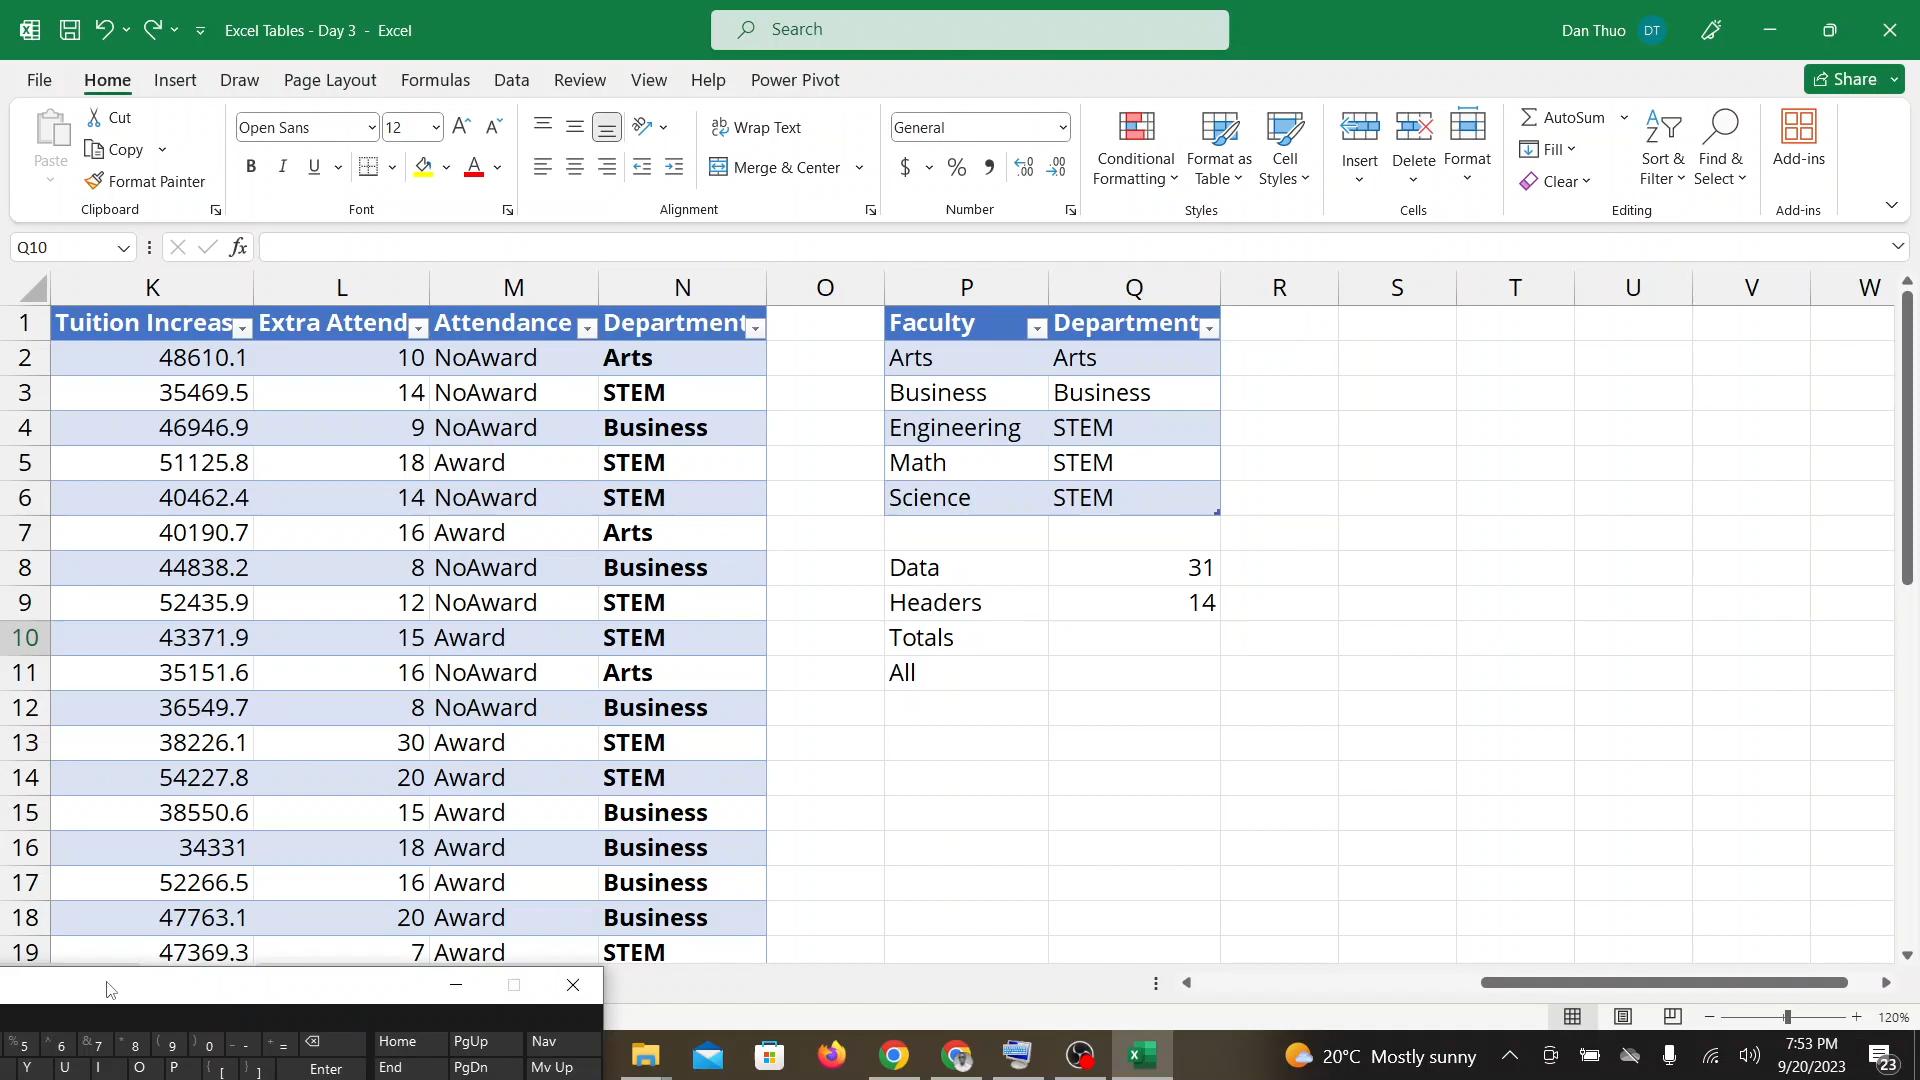 Excel Tables - Day 3 - Excel
Search
Dan Thuo DT
File Home Insert Draw Page Layout Formulas Data Review View Help Power Pivot
Share
Paste
Cut
Copy
Format Painter
Clipboard
Open Sans 12
B I U
Font
Wrap Text
Merge & Center
Alignment
General
$ % ,
Number
Conditional Formatting
Format as Table
Cell Styles
Styles
Insert Delete Format
Cells
AutoSum
Fill
Clear
Sort & Filter
Find & Select
Editing
Add-ins
Add-ins
Q10 fx
K L M N O P Q R S T U V W
1 Tuition Increas Extra Attend Attendance Department Faculty Department
2 48610.1 10 NoAward Arts Arts Arts
3 35469.5 14 NoAward STEM Business Business
4 46946.9 9 NoAward Business Engineering STEM
5 51125.8 18 Award STEM Math STEM
6 40462.4 14 NoAward STEM Science STEM
7 40190.7 16 Award Arts
8 44838.2 8 NoAward Business Data 31
9 52435.9 12 NoAward STEM Headers 14
10 43371.9 15 Award STEM Totals
11 35151.6 16 NoAward Arts All
12 36549.7 8 NoAward Business
13 38226.1 30 Award STEM
14 54227.8 20 Award STEM
15 38550.6 15 Award Business
16 34331 18 Award Business
17 52266.5 16 Award Business
18 47763.1 20 Award Business
19 47369.3 7 Award STEM
120%
% 5 ^ 6 & 7 * 8 ( 9 ) 0 _ - + = Home PgUp Nav
Y U I O P { [ } ] Enter End PgDn Mv Up
20°C Mostly sunny
7:53 PM
9/20/2023
23